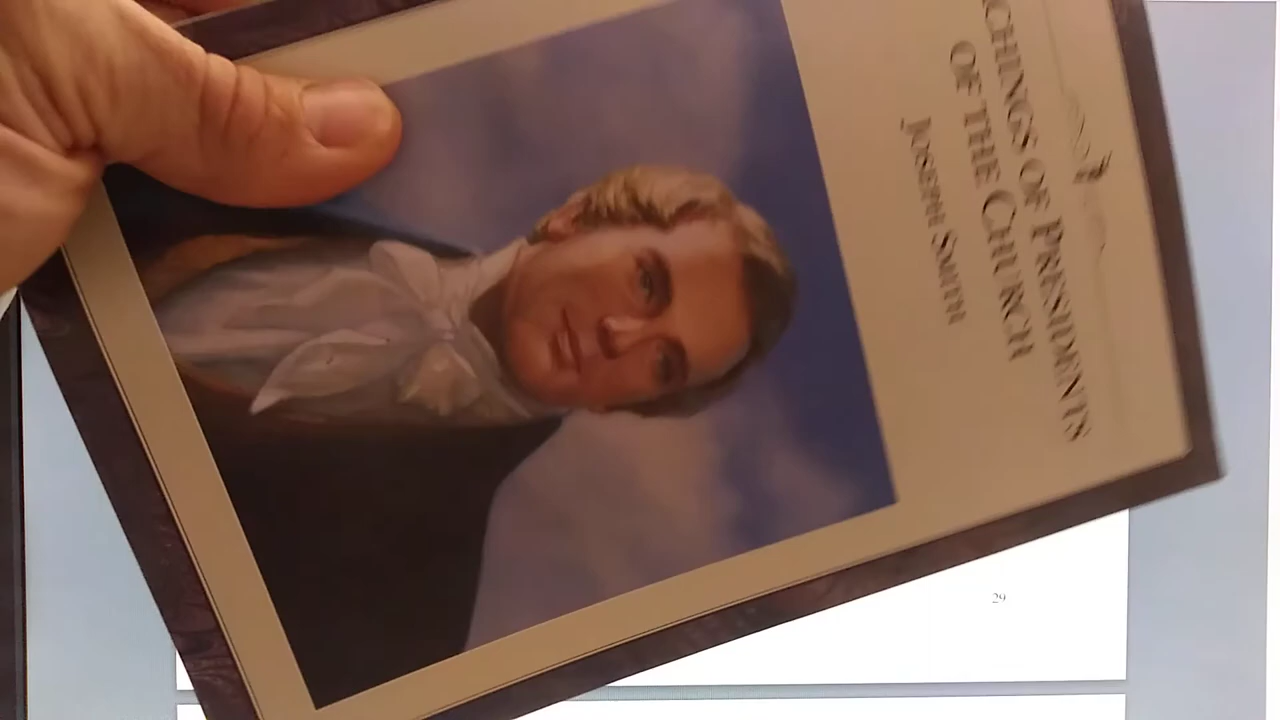 CHINGS OF PRESIDENTS
OF THE CHURCH
JOSEPH SMITH
29